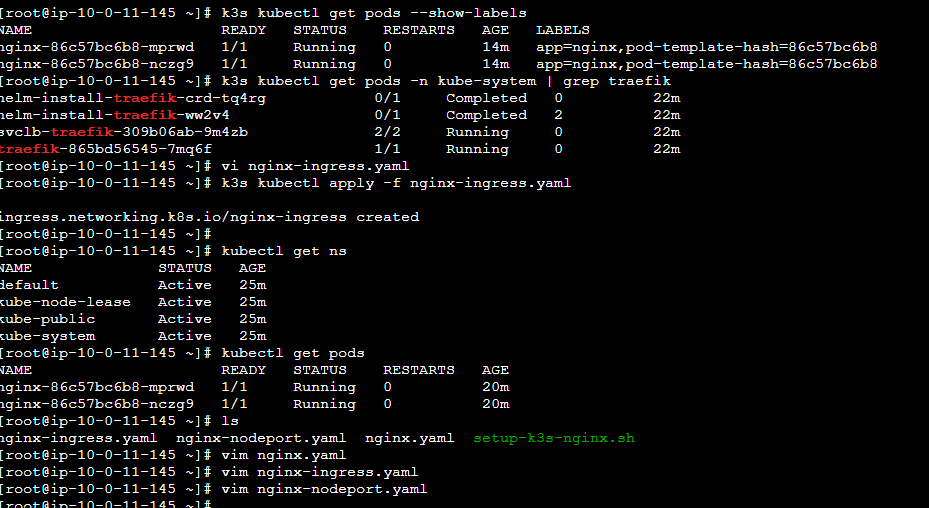 [root@ip-10-0-11-145 ~]# k3s kubectl get pods --show-labels
NAME READY STATUS RESTARTS AGE LABELS
nginx-86c57bc6b8-mprwd 1/1 Running 0 14m app=nginx,pod-template-hash=86c57bc6b8
nginx-86c57bc6b8-nczg9 1/1 Running 0 14m app=nginx,pod-template-hash=86c57bc6b8
[root@ip-10-0-11-145 ~]# k3s kubectl get pods -n kube-system | grep traefik
helm-install-traefik-crd-tq4rg 0/1 Completed 0 22m
helm-install-traefik-ww2v4 0/1 Completed 2 22m
svclb-traefik-309b06ab-9m4zb 2/2 Running 0 22m
traefik-865bd56545-7mq6f 1/1 Running 0 22m
[root@ip-10-0-11-145 ~]# vi nginx-ingress.yaml
[root@ip-10-0-11-145 ~]# k3s kubectl apply -f nginx-ingress.yaml
ingress.networking.k8s.io/nginx-ingress created
[root@ip-10-0-11-145 ~]#
[root@ip-10-0-11-145 ~]# kubectl get ns
NAME STATUS AGE
default Active 25m
kube-node-lease Active 25m
kube-public Active 25m
kube-system Active 25m
[root@ip-10-0-11-145 ~]# kubectl get pods
NAME READY STATUS RESTARTS AGE
nginx-86c57bc6b8-mprwd 1/1 Running 0 20m
nginx-86c57bc6b8-nczg9 1/1 Running 0 20m
[root@ip-10-0-11-145 ~]# ls
nginx-ingress.yaml nginx-nodeport.yaml nginx.yaml setup-k3s-nginx.sh
[root@ip-10-0-11-145 ~]# vim nginx.yaml
[root@ip-10-0-11-145 ~]# vim nginx-ingress.yaml
[root@ip-10-0-11-145 ~]# vim nginx-nodeport.yaml
[root@ip-10-0-11-145 ~]#